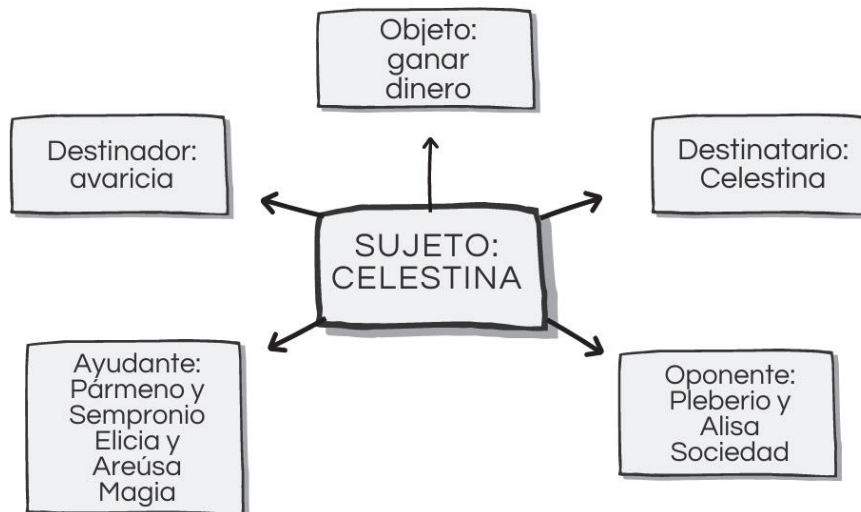 Objeto:
ganar
dinero
Destinador:
avaricia
Destinatario:
Celestina
SUJETO:
CELESTINA
Ayudante:
Pármeno y
Sempronio
Elicia y
Areúsa
Magia
Oponente:
Pleberio y
Alisa
Sociedad